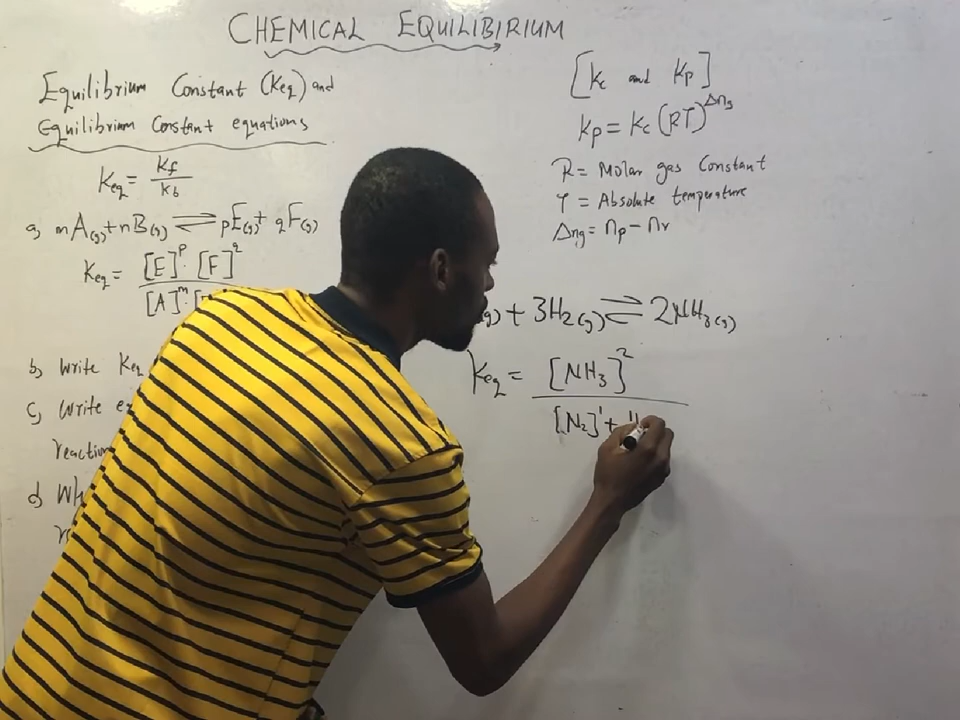 CHEMICAL EQUILIBIRIUM
Equilibrium Constant (Keq) and
Equilibrium Constant equations
Keq = Kf / Kb
a) mA(g) + nB(g) ⇌ pE(g) + qF(g)
Keq = [E]^p · [F]^q
[A]^m · [
b) Write Keq
c) Write
reaction
d)
[Kc and Kp]
Kp = Kc (RT)^Δng
R = Molar gas Constant
T = Absolute temperature
Δng = np − nr
(g) + 3H2(g) ⇌ 2NH3(g)
Keq = [NH3]^2
[N2]^1 +